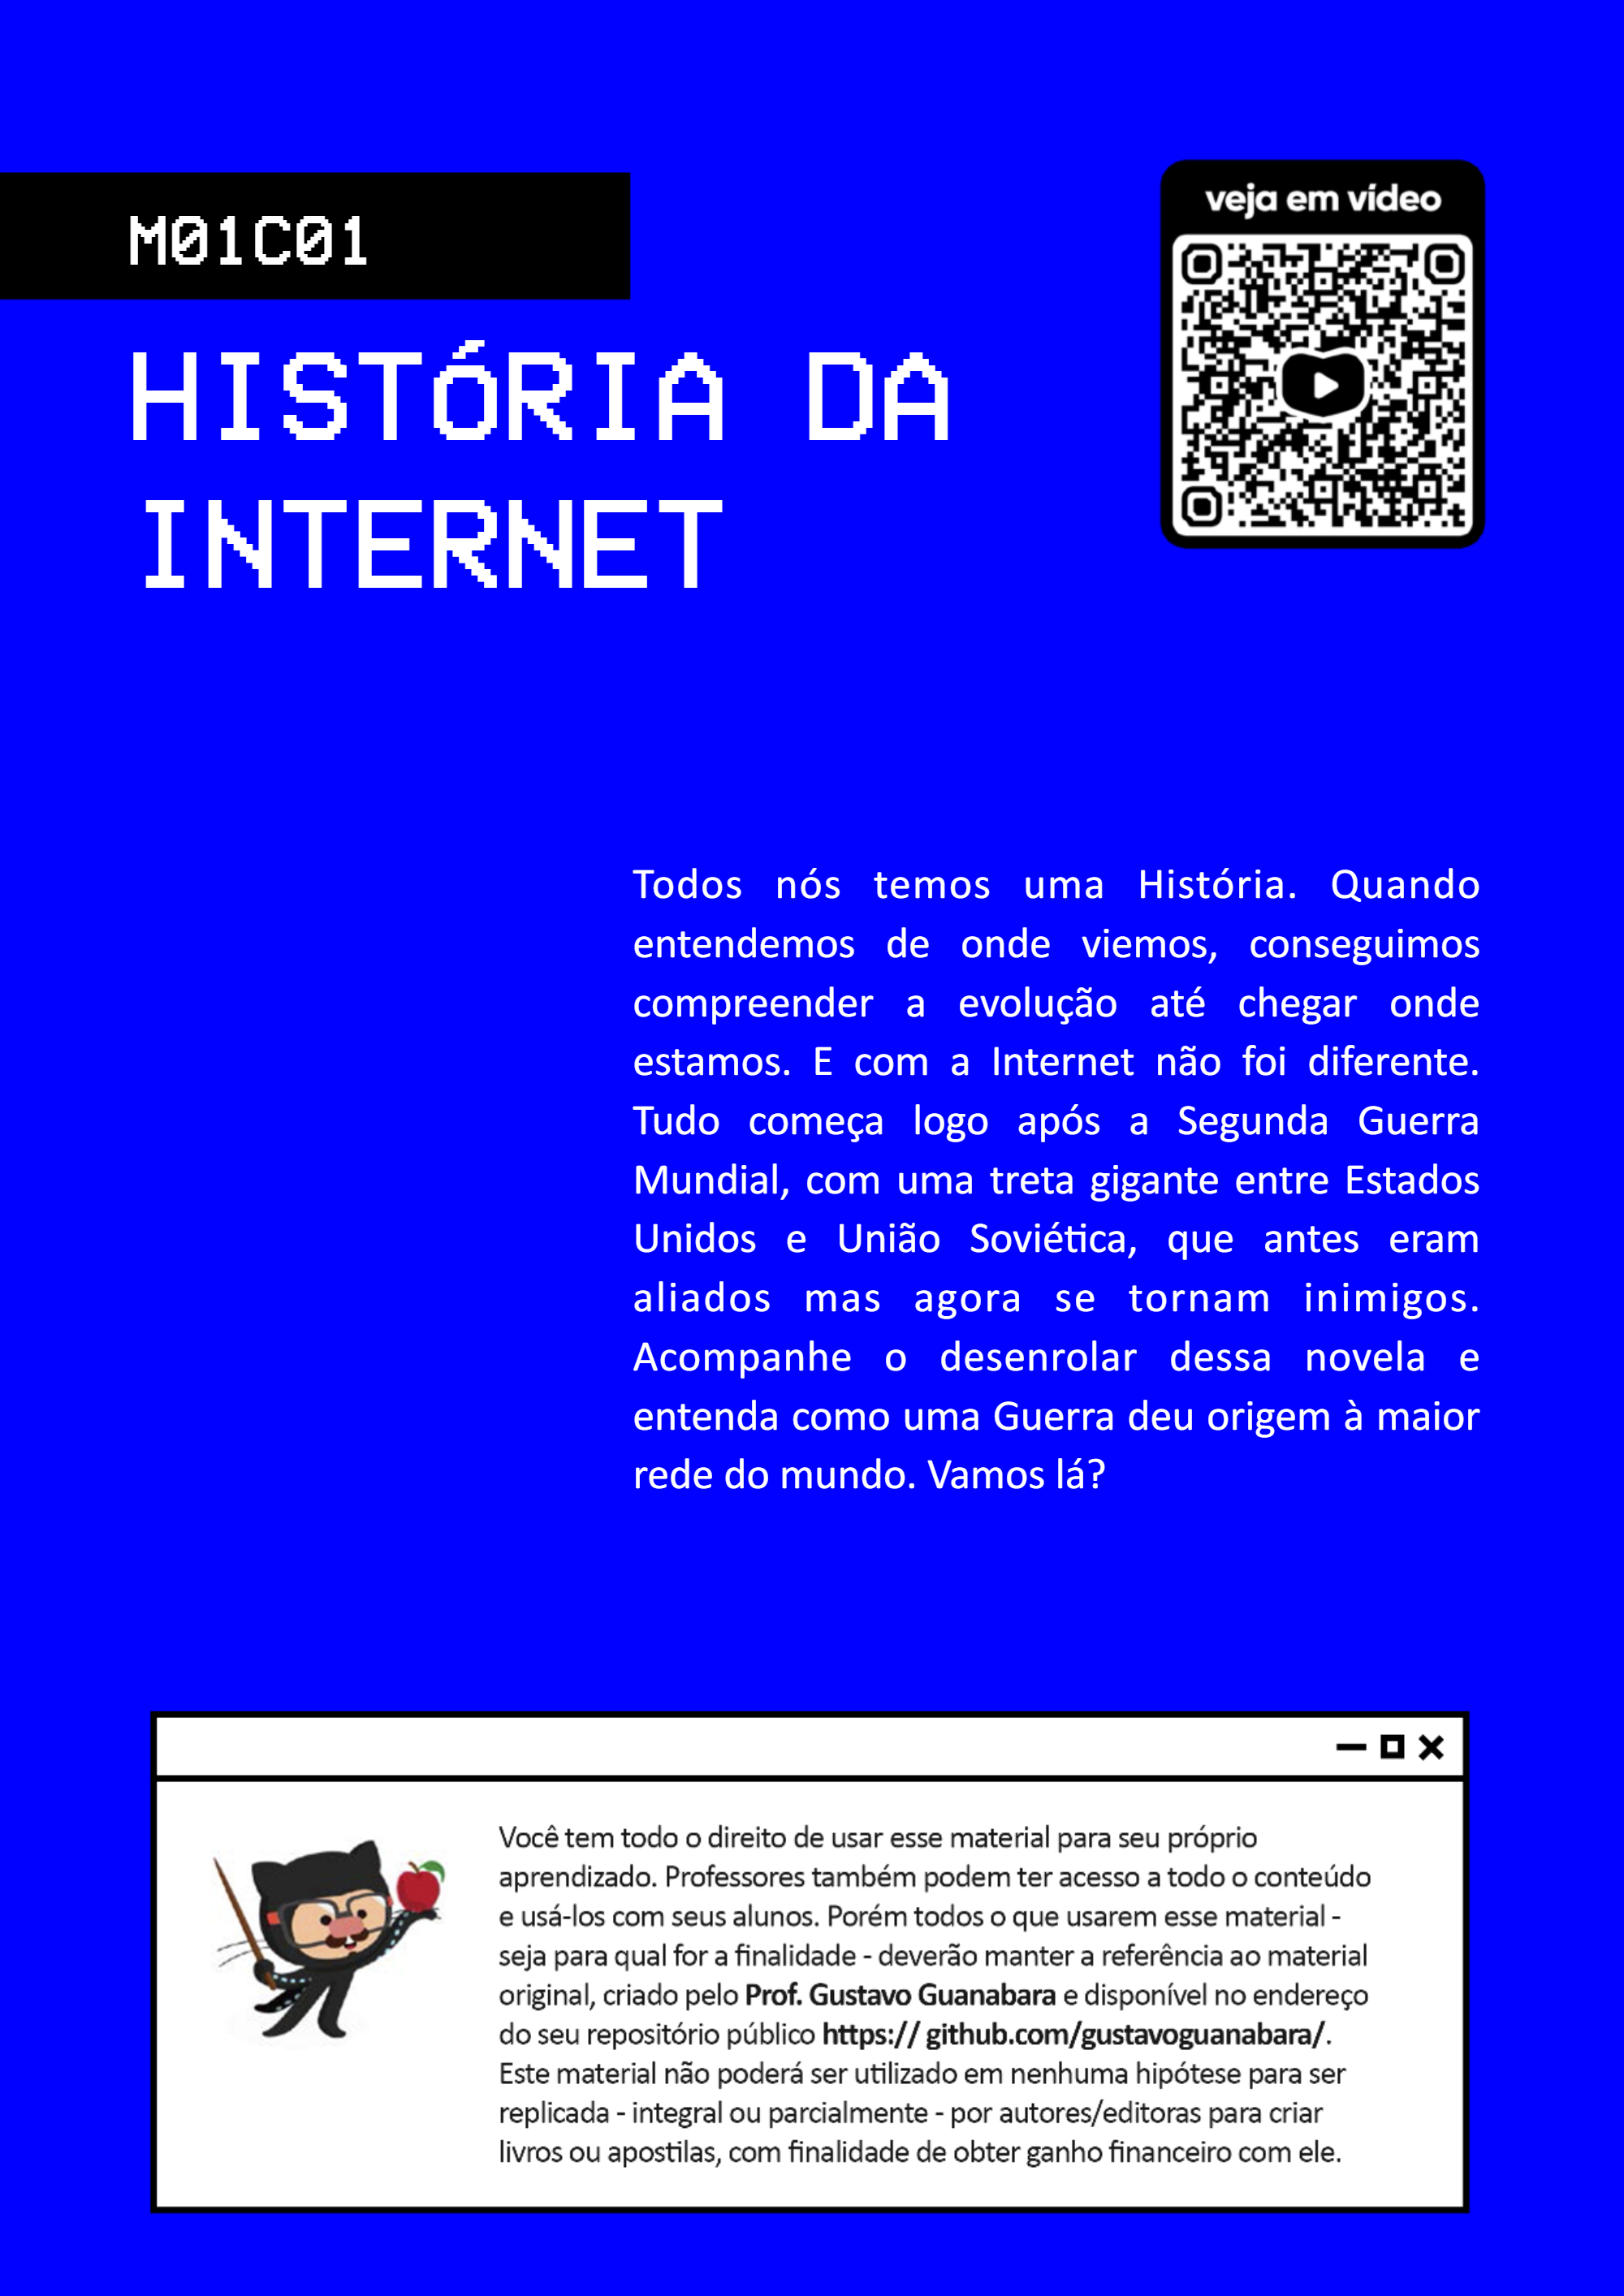 M01C01
veja em vídeo
HISTÓRIA DA
INTERNET
Todos nós temos uma História. Quando
entendemos de onde viemos, conseguimos
compreender a evolução até chegar onde
estamos. E com a Internet não foi diferente.
Tudo começa logo após a Segunda Guerra
Mundial, com uma treta gigante entre Estados
Unidos e União Soviética, que antes eram
aliados mas agora se tornam inimigos.
Acompanhe o desenrolar dessa novela e
entenda como uma Guerra deu origem à maior
rede do mundo. Vamos lá?
Você tem todo o direito de usar esse material para seu próprio
aprendizado. Professores também podem ter acesso a todo o conteúdo
e usá-los com seus alunos. Porém todos o que usarem esse material -
seja para qual for a finalidade - deverão manter a referência ao material
original, criado pelo Prof. Gustavo Guanabara e disponível no endereço
do seu repositório público https:// github.com/gustavoguanabara/.
Este material não poderá ser utilizado em nenhuma hipótese para ser
replicada - integral ou parcialmente - por autores/editoras para criar
livros ou apostilas, com finalidade de obter ganho financeiro com ele.